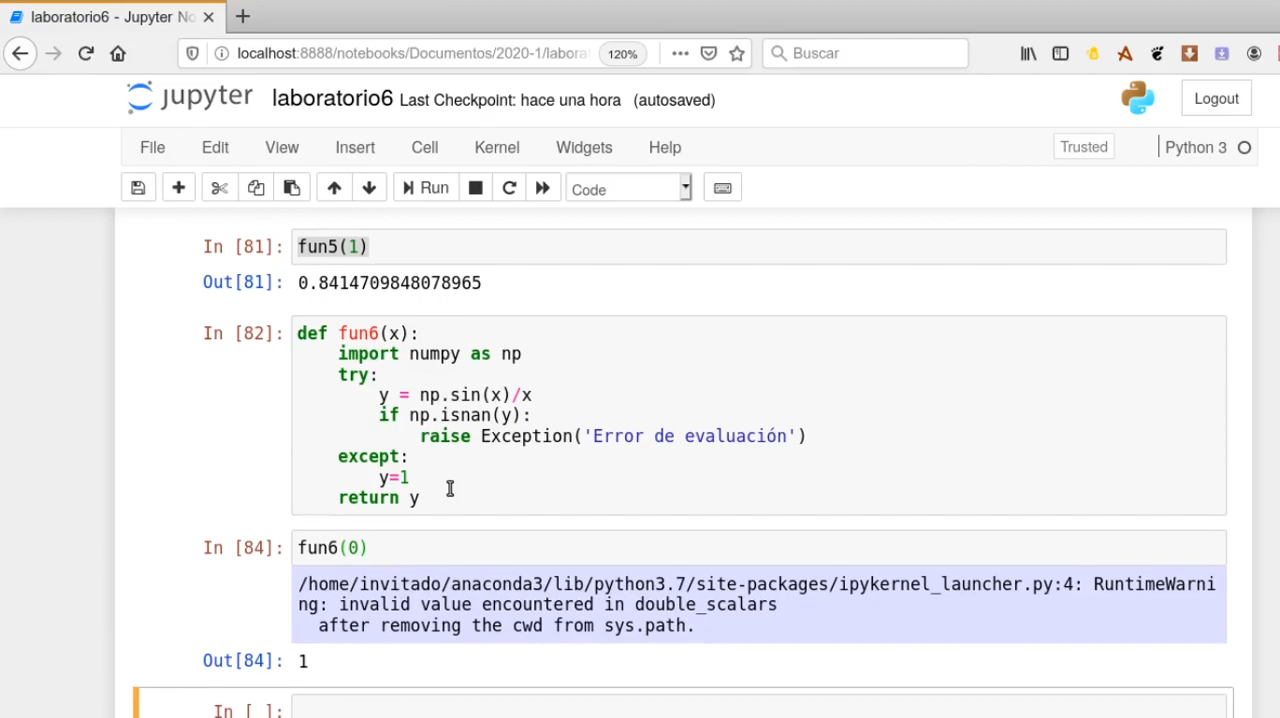 laboratorio6 - Jupyter No
localhost:8888/notebooks/Documentos/2020-1/labora
120%
Buscar
jupyter
laboratorio6 Last Checkpoint: hace una hora (autosaved)
Logout
File Edit View Insert Cell Kernel Widgets Help
Trusted
Python 3
Run
Code
In [81]: fun5(1)
Out[81]: 0.8414709848078965
In [82]: def fun6(x):
import numpy as np
try:
y = np.sin(x)/x
if np.isnan(y):
raise Exception('Error de evaluación')
except:
y=1
return y
In [84]: fun6(0)
/home/invitado/anaconda3/lib/python3.7/site-packages/ipykernel_launcher.py:4: RuntimeWarni
ng: invalid value encountered in double_scalars
after removing the cwd from sys.path.
Out[84]: 1
In [ ]: